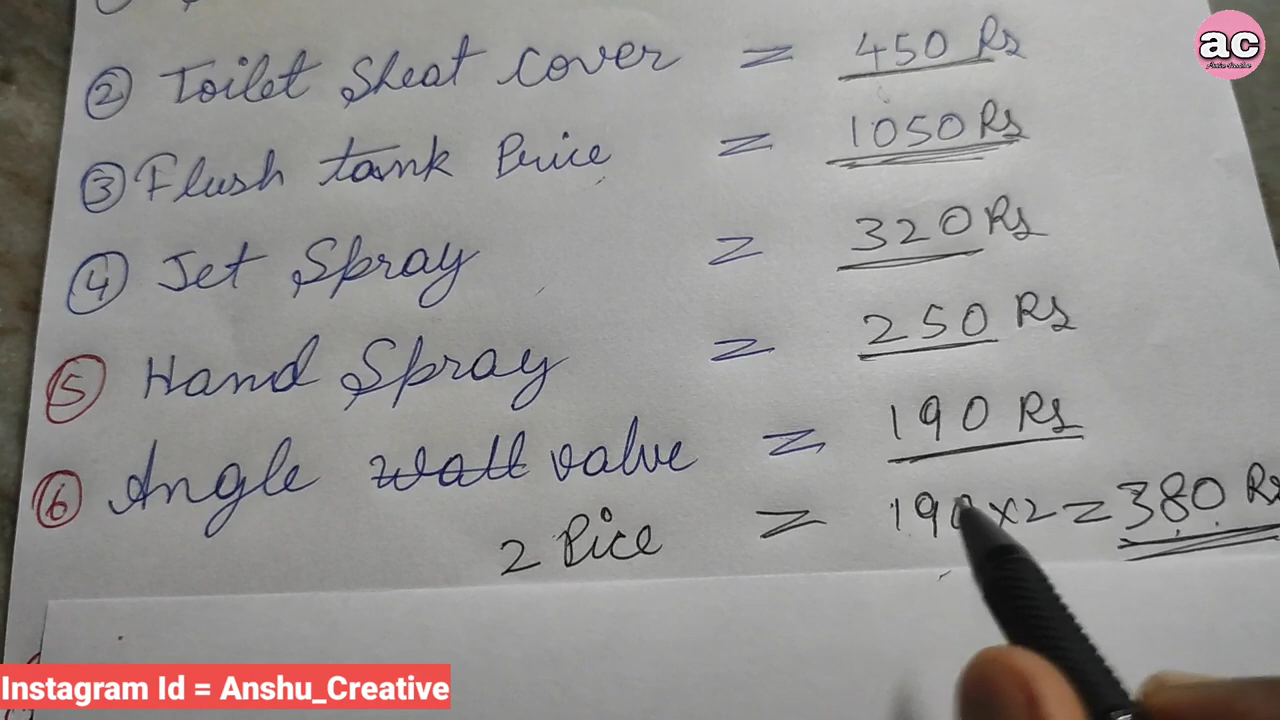 ac
② Toilet Sheat Cover = 450 Rs
③ Flush tank Price = 1050 Rs
④ Jet Spray = 320 Rs
⑤ Hand Spray = 250 Rs
⑥ Angle watt valve = 190 Rs
2 Pice = 190 x 2 = 380 Rs
Instagram Id = Anshu_Creative